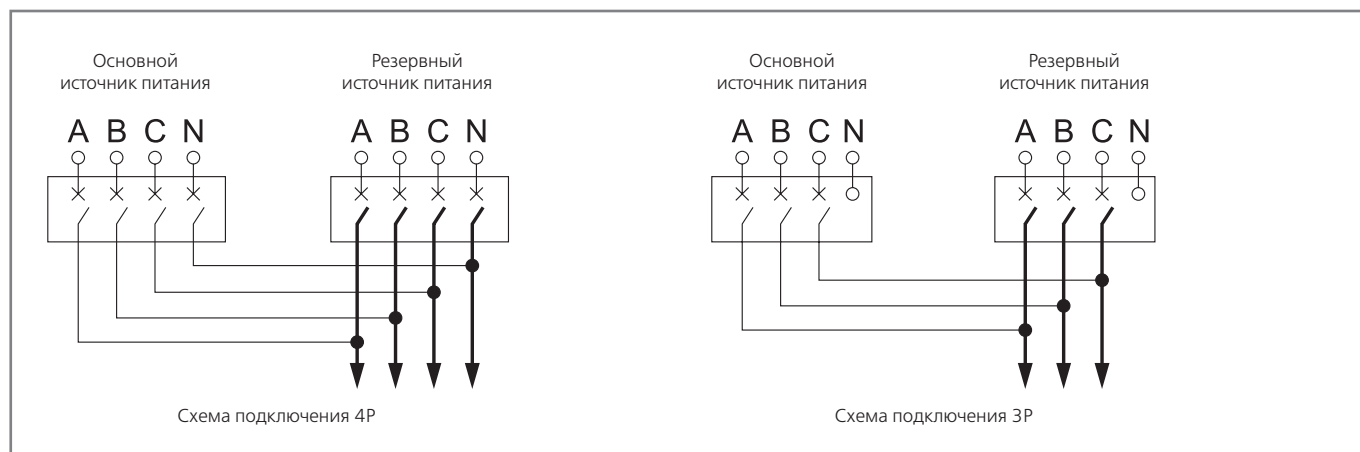 Основной
источник питания
Резервный
источник питания
A B C N
A B C N
Схема подключения 4P
Основной
источник питания
Резервный
источник питания
A B C N
A B C N
Схема подключения 3P